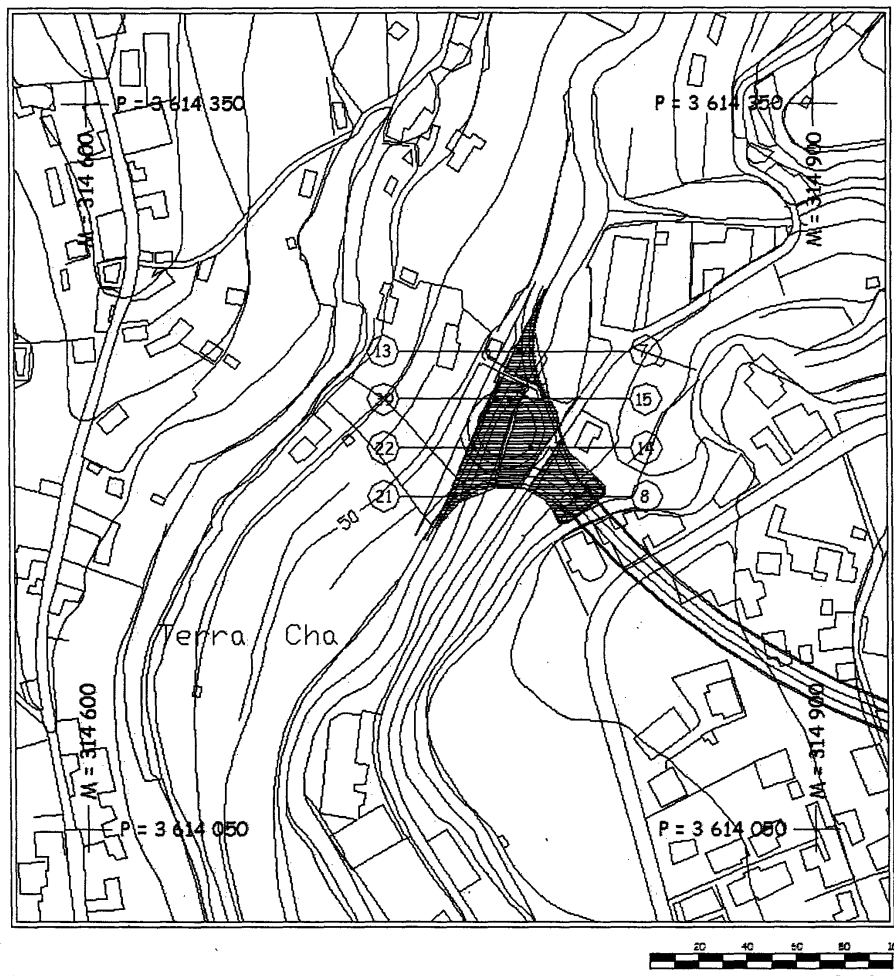 P = 3 614 350
P = 3 614 350
M = 314 600
M = 314 900
13
7
15
22
14
21
8
50
Terra Cha
M = 314 600
M = 314 900
P = 3 614 050
P = 3 614 050
20 40 60 80